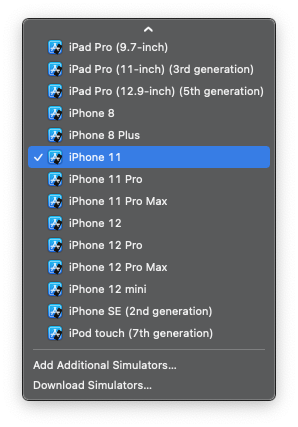 iPad Pro (9.7-inch)
iPad Pro (11-inch) (3rd generation)
iPad Pro (12.9-inch) (5th generation)
iPhone 8
iPhone 8 Plus
iPhone 11
iPhone 11 Pro
iPhone 11 Pro Max
iPhone 12
iPhone 12 Pro
iPhone 12 Pro Max
iPhone 12 mini
iPhone SE (2nd generation)
iPod touch (7th generation)
Add Additional Simulators...
Download Simulators...